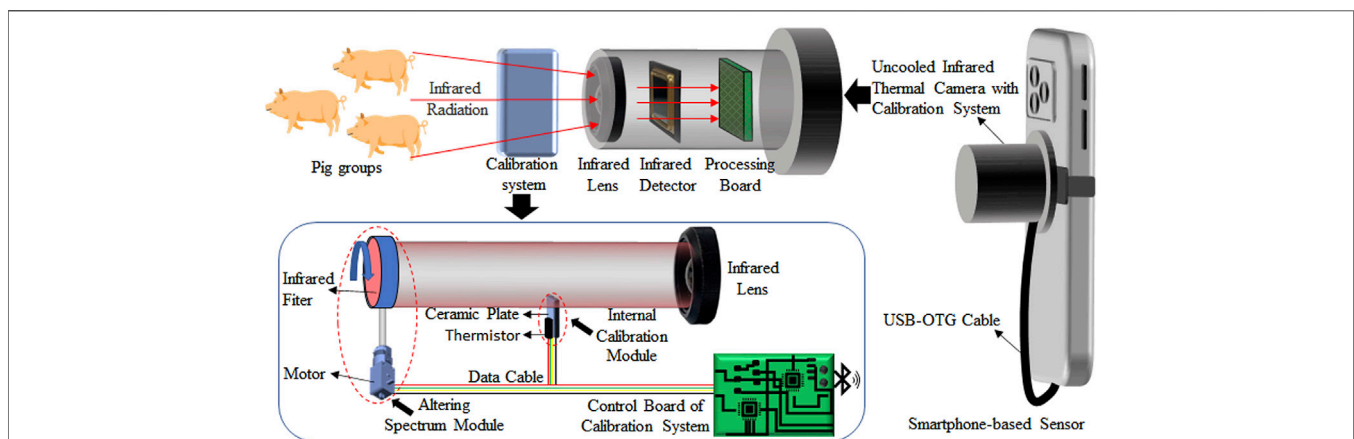 Pig groups
Infrared
Radiation
Calibration
system
Infrared
Lens
Infrared
Detector
Processing
Board
Uncooled Infrared
Thermal Camera with
Calibration System
Infrared
Fiter
Motor
Altering
Spectrum Module
Ceramic Plate
Thermistor
Internal
Calibration
Module
Data Cable
Infrared
Lens
Control Board of
Calibration System
USB-OTG Cable
Smartphone-based Sensor